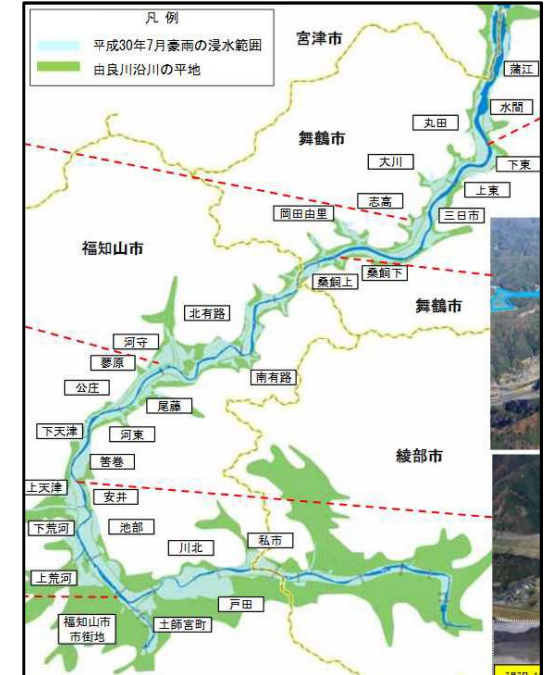 凡 例
平成30年7月豪雨の浸水範囲
由良川沿川の平地
宮津市
蒲江
水間
丸田
舞鶴市
大川
下東
志高
上東
岡田由里
三日市
福知山市
桑飼下
桑飼上
舞鶴市
北有路
河守
蓼原
南有路
公庄
尾藤
下天津
河東
筈巻
綾部市
上天津
安井
下荒河
池部
川北
私市
上荒河
戸田
福知山市
市街地
土師宮町